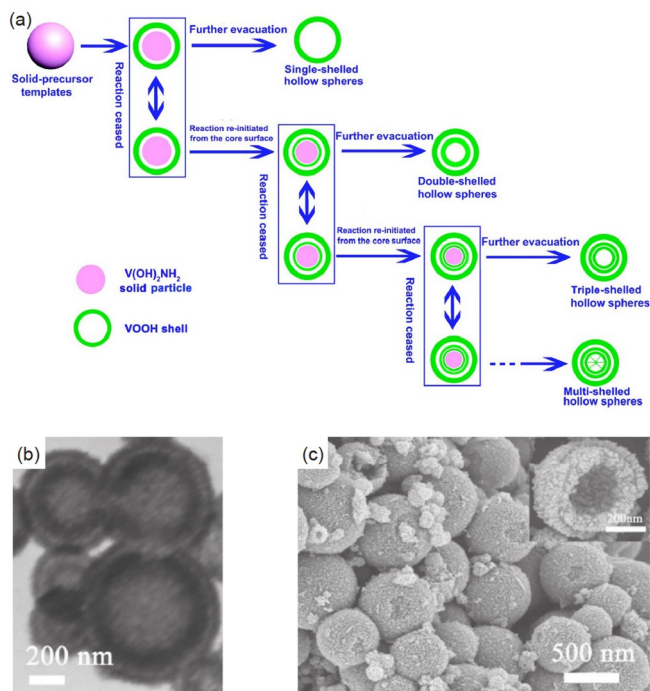 (a)
Solid-precursor
templates
Reaction ceased
Further evacuation
Single-shelled
hollow spheres
Reaction re-initiated
from the core surface
Reaction ceased
Further evacuation
Double-shelled
hollow spheres
Reaction re-initiated
from the core surface
Reaction ceased
Further evacuation
Triple-shelled
hollow spheres
Multi-shelled
hollow spheres
V(OH)₂NH₂
solid particle
VOOH shell
(b)
200 nm
(c)
200nm
500 nm